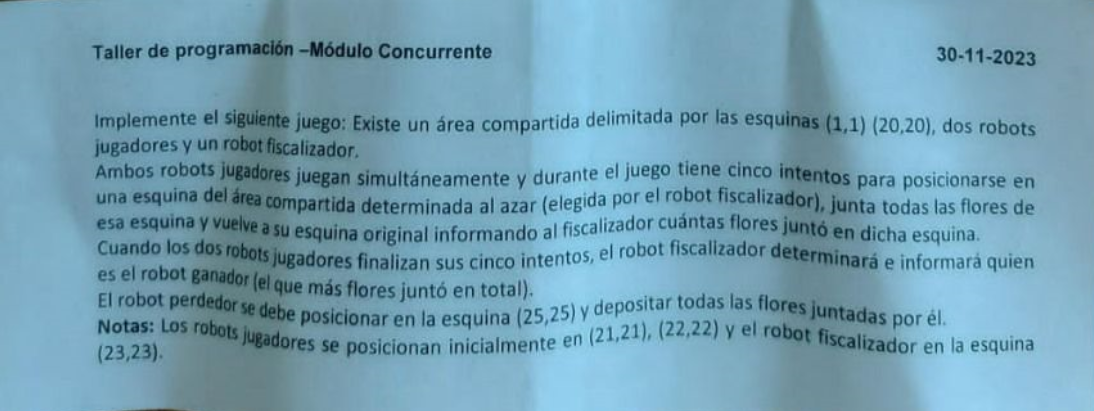 Taller de programación –Módulo Concurrente
30-11-2023
Implemente el siguiente juego: Existe un área compartida delimitada por las esquinas (1,1) (20,20), dos robots
jugadores y un robot fiscalizador.
Ambos robots jugadores juegan simultáneamente y durante el juego tiene cinco intentos para posicionarse en
una esquina del área compartida determinada al azar (elegida por el robot fiscalizador), junta todas las flores de
esa esquina y vuelve a su esquina original informando al fiscalizador cuántas flores juntó en dicha esquina.
Cuando los dos robots jugadores finalizan sus cinco intentos, el robot fiscalizador determinará e informará quien
es el robot ganador (el que más flores juntó en total).
El robot perdedor se debe posicionar en la esquina (25,25) y depositar todas las flores juntadas por él.
Notas: Los robots jugadores se posicionan inicialmente en (21,21), (22,22) y el robot fiscalizador en la esquina
(23,23).